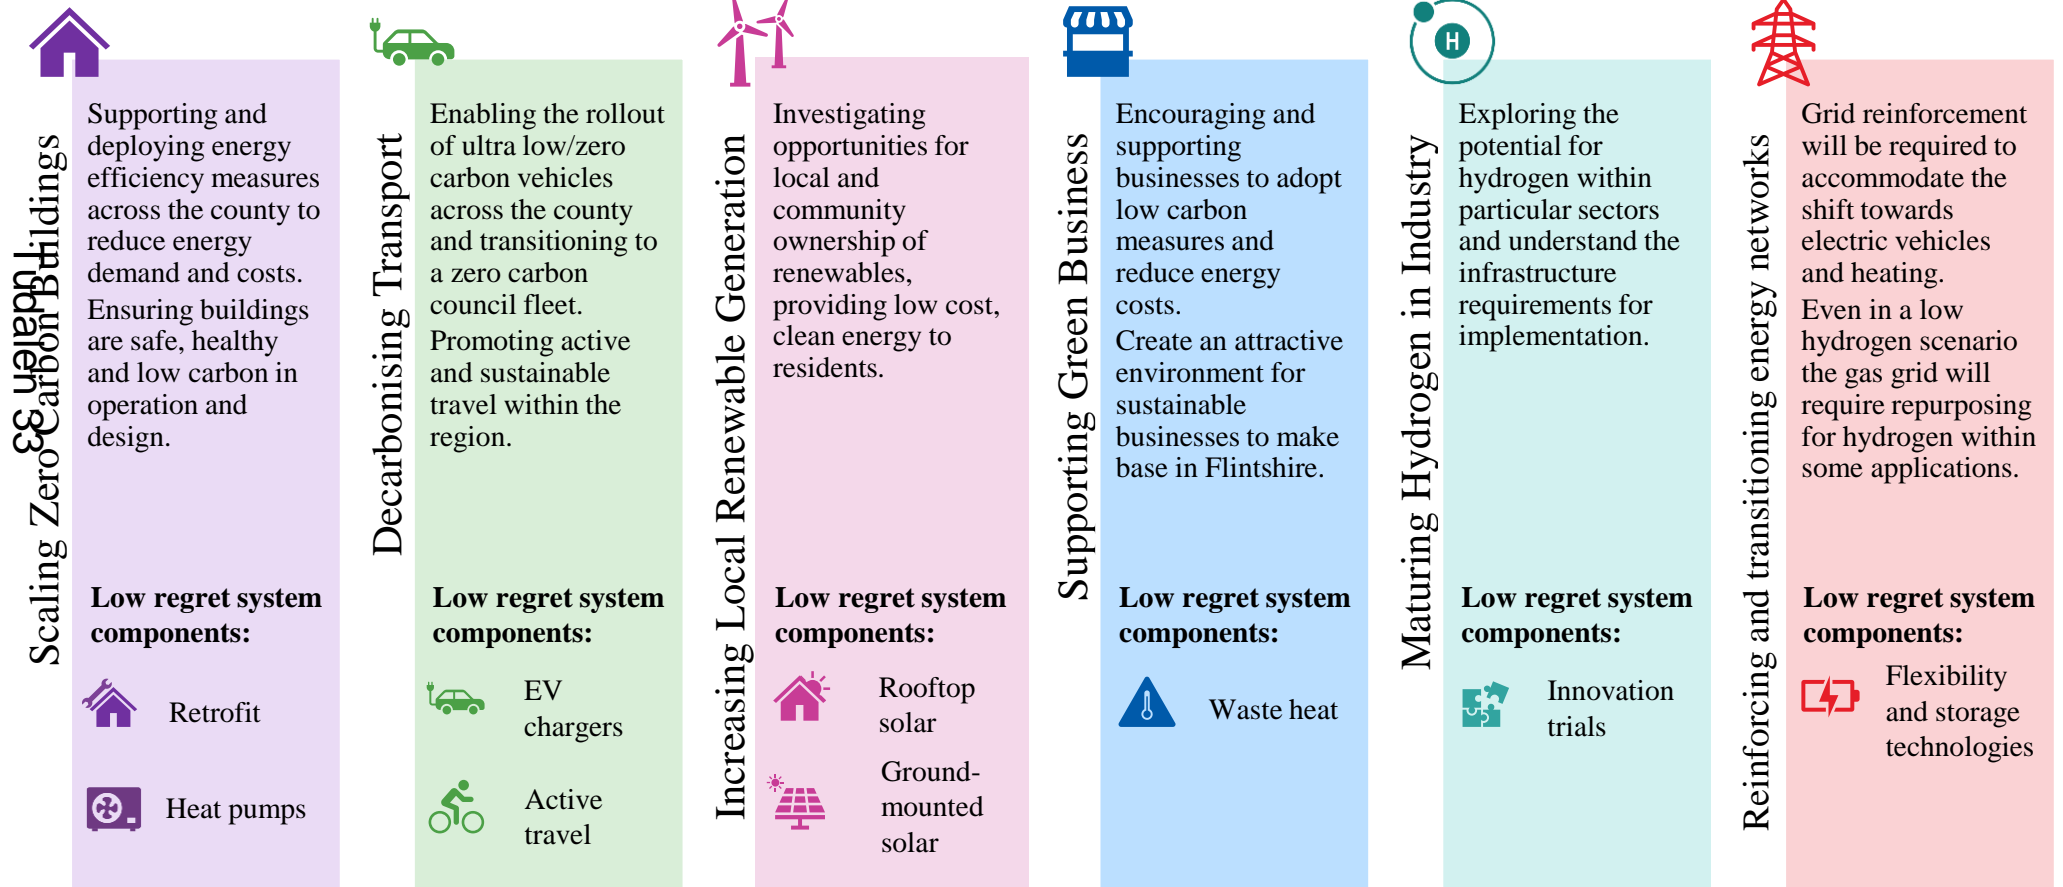 Tudalen 33
Scaling Zero Carbon Buildings
Supporting and
deploying energy
efficiency measures
across the county to
reduce energy
demand and costs.
Ensuring buildings
are safe, healthy
and low carbon in
operation and
design.
Low regret system
components:
Retrofit
Heat pumps
Decarbonising Transport
Enabling the rollout
of ultra low/zero
carbon vehicles
across the county
and transitioning to
a zero carbon
council fleet.
Promoting active
and sustainable
travel within the
region.
Low regret system
components:
EV
chargers
Active
travel
Increasing Local Renewable Generation
Investigating
opportunities for
local and
community
ownership of
renewables,
providing low cost,
clean energy to
residents.
Low regret system
components:
Rooftop
solar
Ground-
mounted
solar
Supporting Green Business
Encouraging and
supporting
businesses to adopt
low carbon
measures and
reduce energy
costs.
Create an attractive
environment for
sustainable
businesses to make
base in Flintshire.
Low regret system
components:
Waste heat
H
Maturing Hydrogen in Industry
Exploring the
potential for
hydrogen within
particular sectors
and understand the
infrastructure
requirements for
implementation.
Low regret system
components:
Innovation
trials
Reinforcing and transitioning energy networks
Grid reinforcement
will be required to
accommodate the
shift towards
electric vehicles
and heating.
Even in a low
hydrogen scenario
the gas grid will
require repurposing
for hydrogen within
some applications.
Low regret system
components:
Flexibility
and storage
technologies